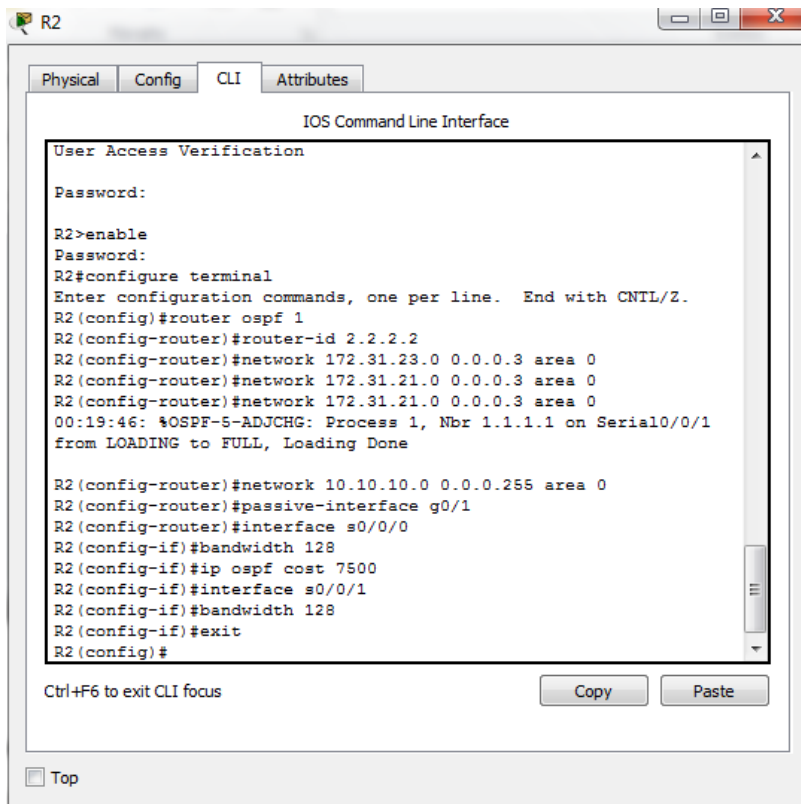 R2
Physical Config CLI Attributes
IOS Command Line Interface
User Access Verification
Password:
R2>enable
Password:
R2#configure terminal
Enter configuration commands, one per line.  End with CNTL/Z.
R2(config)#router ospf 1
R2(config-router)#router-id 2.2.2.2
R2(config-router)#network 172.31.23.0 0.0.0.3 area 0
R2(config-router)#network 172.31.21.0 0.0.0.3 area 0
R2(config-router)#network 172.31.21.0 0.0.0.3 area 0
00:19:46: %OSPF-5-ADJCHG: Process 1, Nbr 1.1.1.1 on Serial0/0/1
from LOADING to FULL, Loading Done
R2(config-router)#network 10.10.10.0 0.0.0.255 area 0
R2(config-router)#passive-interface g0/1
R2(config-router)#interface s0/0/0
R2(config-if)#bandwidth 128
R2(config-if)#ip ospf cost 7500
R2(config-if)#interface s0/0/1
R2(config-if)#bandwidth 128
R2(config-if)#exit
R2(config)#
Ctrl+F6 to exit CLI focus
Copy Paste
Top